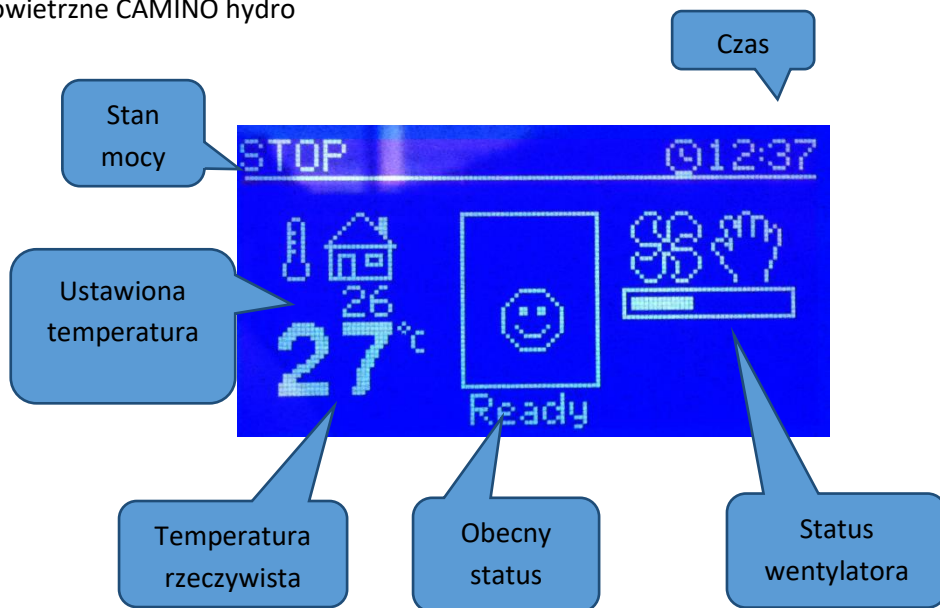 owietrzne CAMINO hydro
Czas
Stan
mocy
STOP
12:37
Ustawiona
temperatura
26
27°C
Ready
Temperatura
rzeczywista
Obecny
status
Status
wentylatora